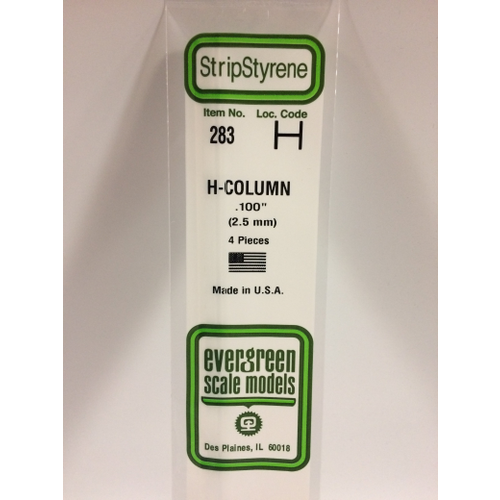 StripStyrene
Item No. Loc. Code
283 H
H-COLUMN
.100"
(2.5 mm)
4 Pieces
Made in U.S.A.
evergreen
scale models
Des Plaines, IL 60018